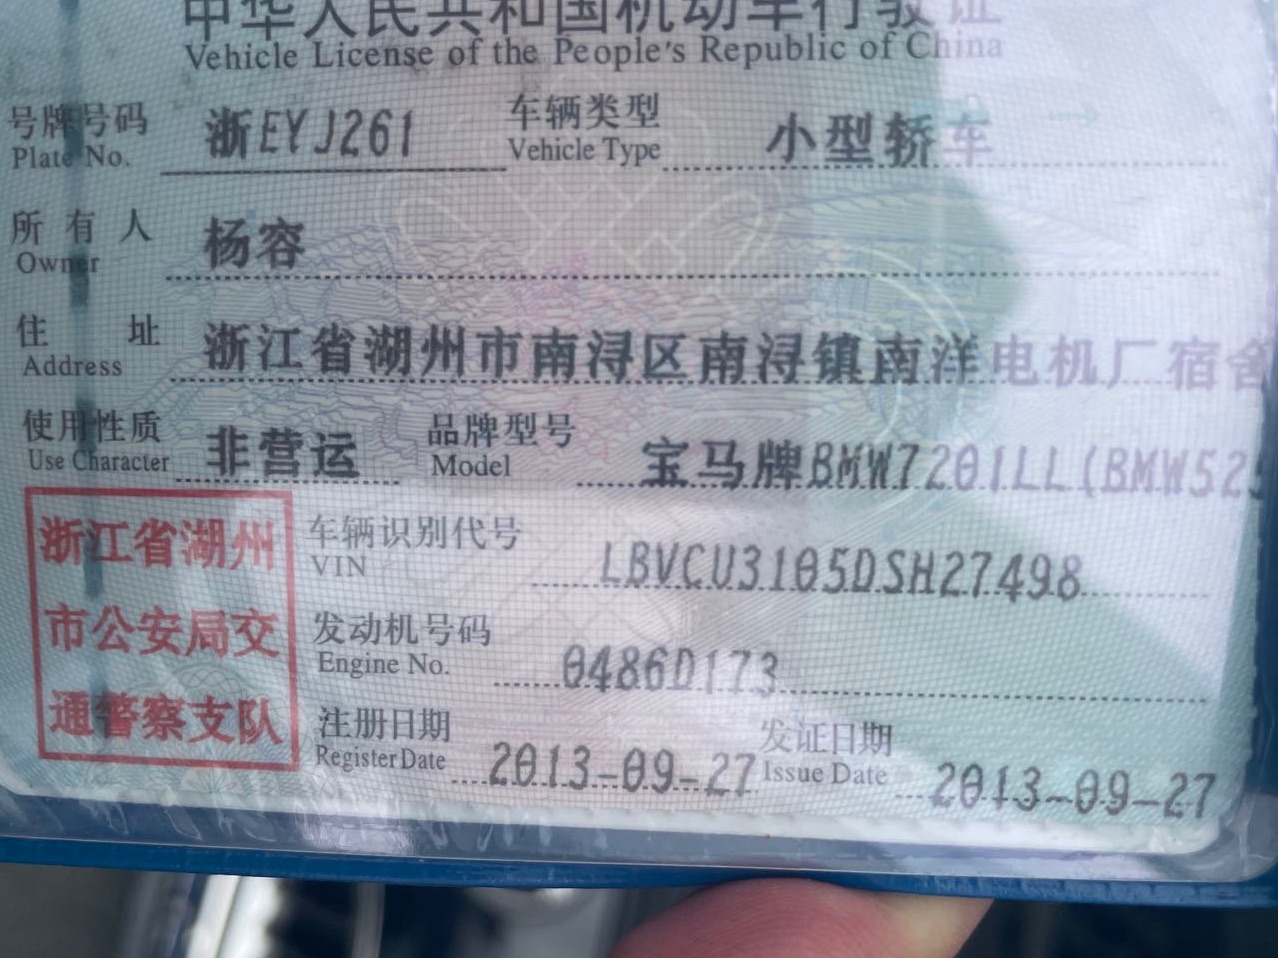 中华人民共和国机动车行驶证
Vehicle License of the People's Republic of China
号牌号码 浙EYJ261 车辆类型 小型轿车
Plate No. Vehicle Type
所有人 杨容
Owner
住址 浙江省湖州市南浔区南浔镇南洋电机厂宿舍
Address
使用性质 非营运 品牌型号 宝马牌BMW7201LL(BMW525
Use Character Model
浙江省湖州
市公安局交
通警察支队
车辆识别代号 LBVCU3105DSH27498
VIN
发动机号码 0486D173
Engine No.
注册日期 2013-09-27 发证日期 2013-09-27
Register Date Issue Date